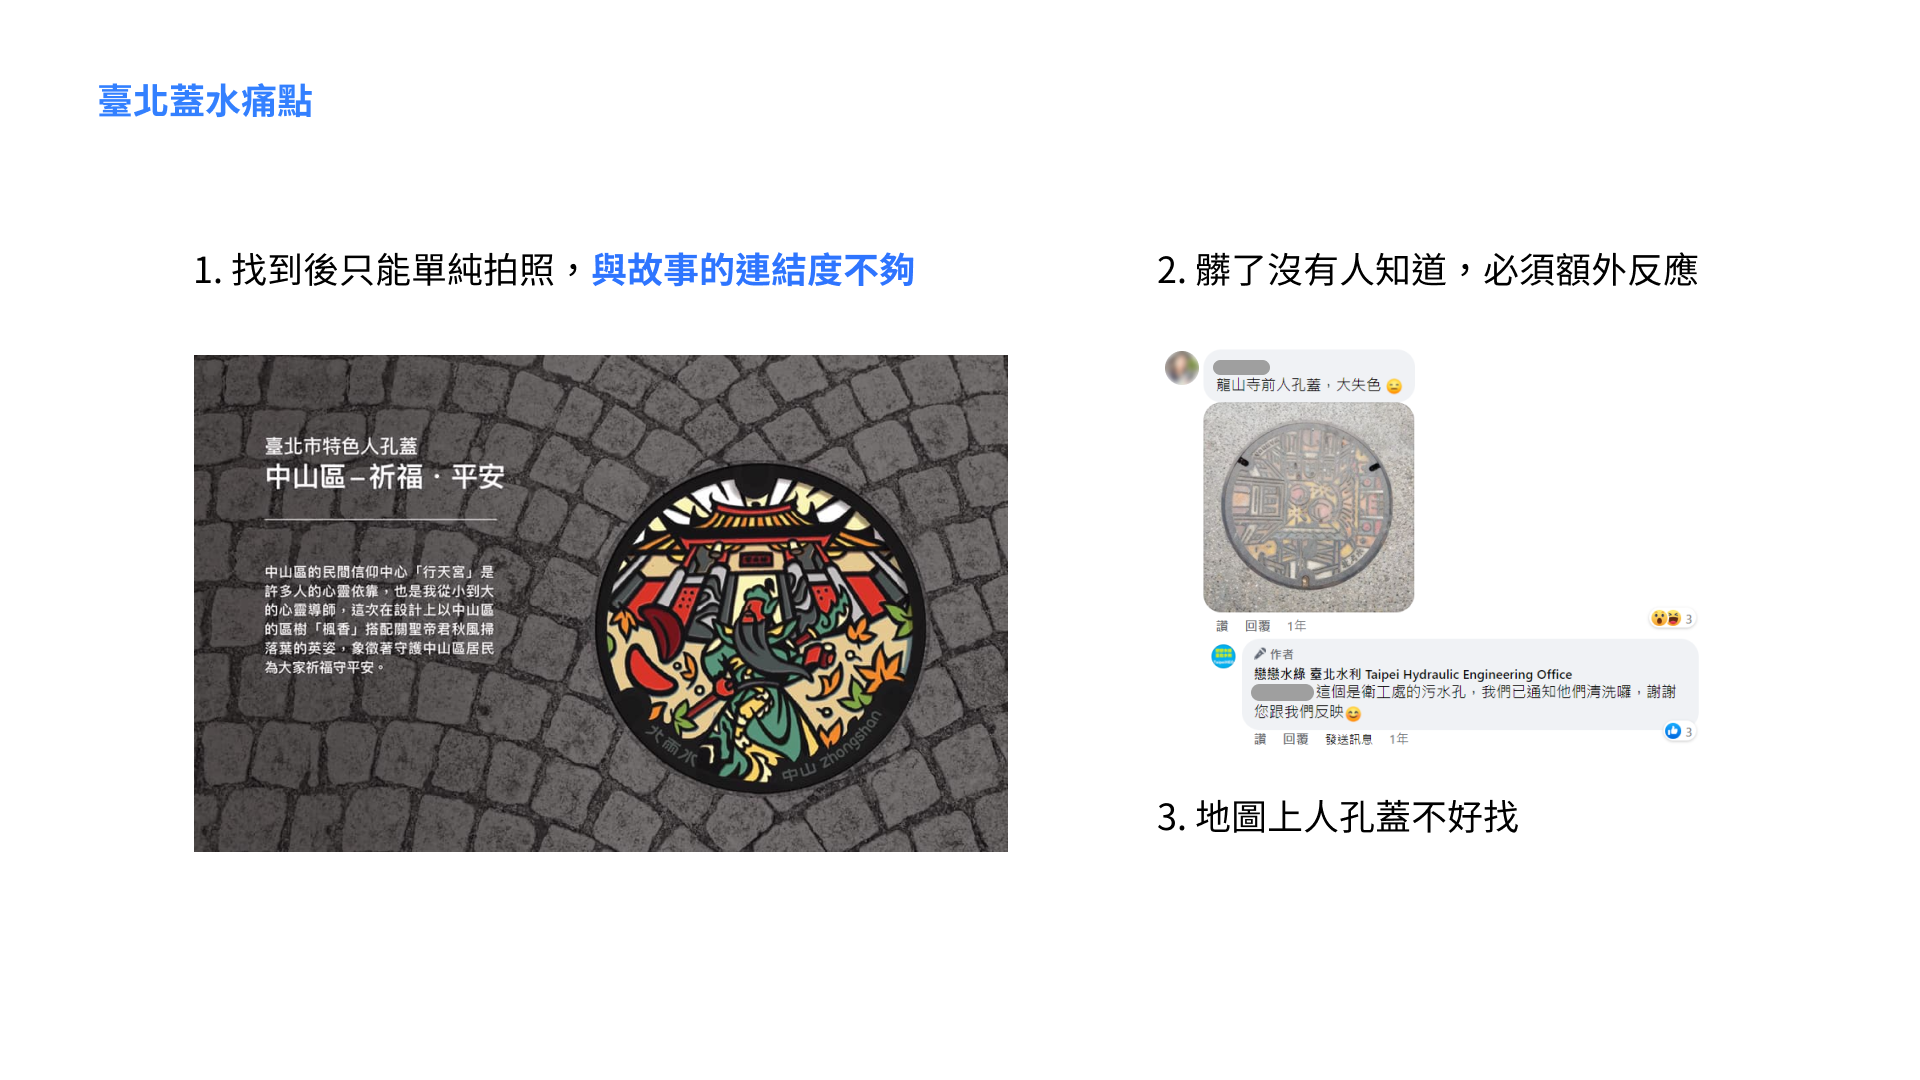 臺北蓋水痛點
1. 找到後只能單純拍照，與故事的連結度不夠
臺北市特色人孔蓋
中山區–祈福．平安
中山區的民間信仰中心「行天宮」是
許多人的心靈依靠，也是我從小到大
的心靈導師，這次在設計上以中山區
的區樹「楓香」搭配關聖帝君秋風掃
落葉的英姿，象徵著守護中山區居民
為大家祈福守平安。
北 雨水
中山 zhongshan
2. 髒了沒有人知道，必須額外反應
龍山寺前人孔蓋，大失色 😑
讚 回覆 1年
3
作者
戀戀水綠 臺北水利 Taipei Hydraulic Engineering Office
這個是衛工處的污水孔，我們已通知他們清洗囉，謝謝
您跟我們反映😊
讚 回覆 發送訊息 1年
3
3. 地圖上人孔蓋不好找